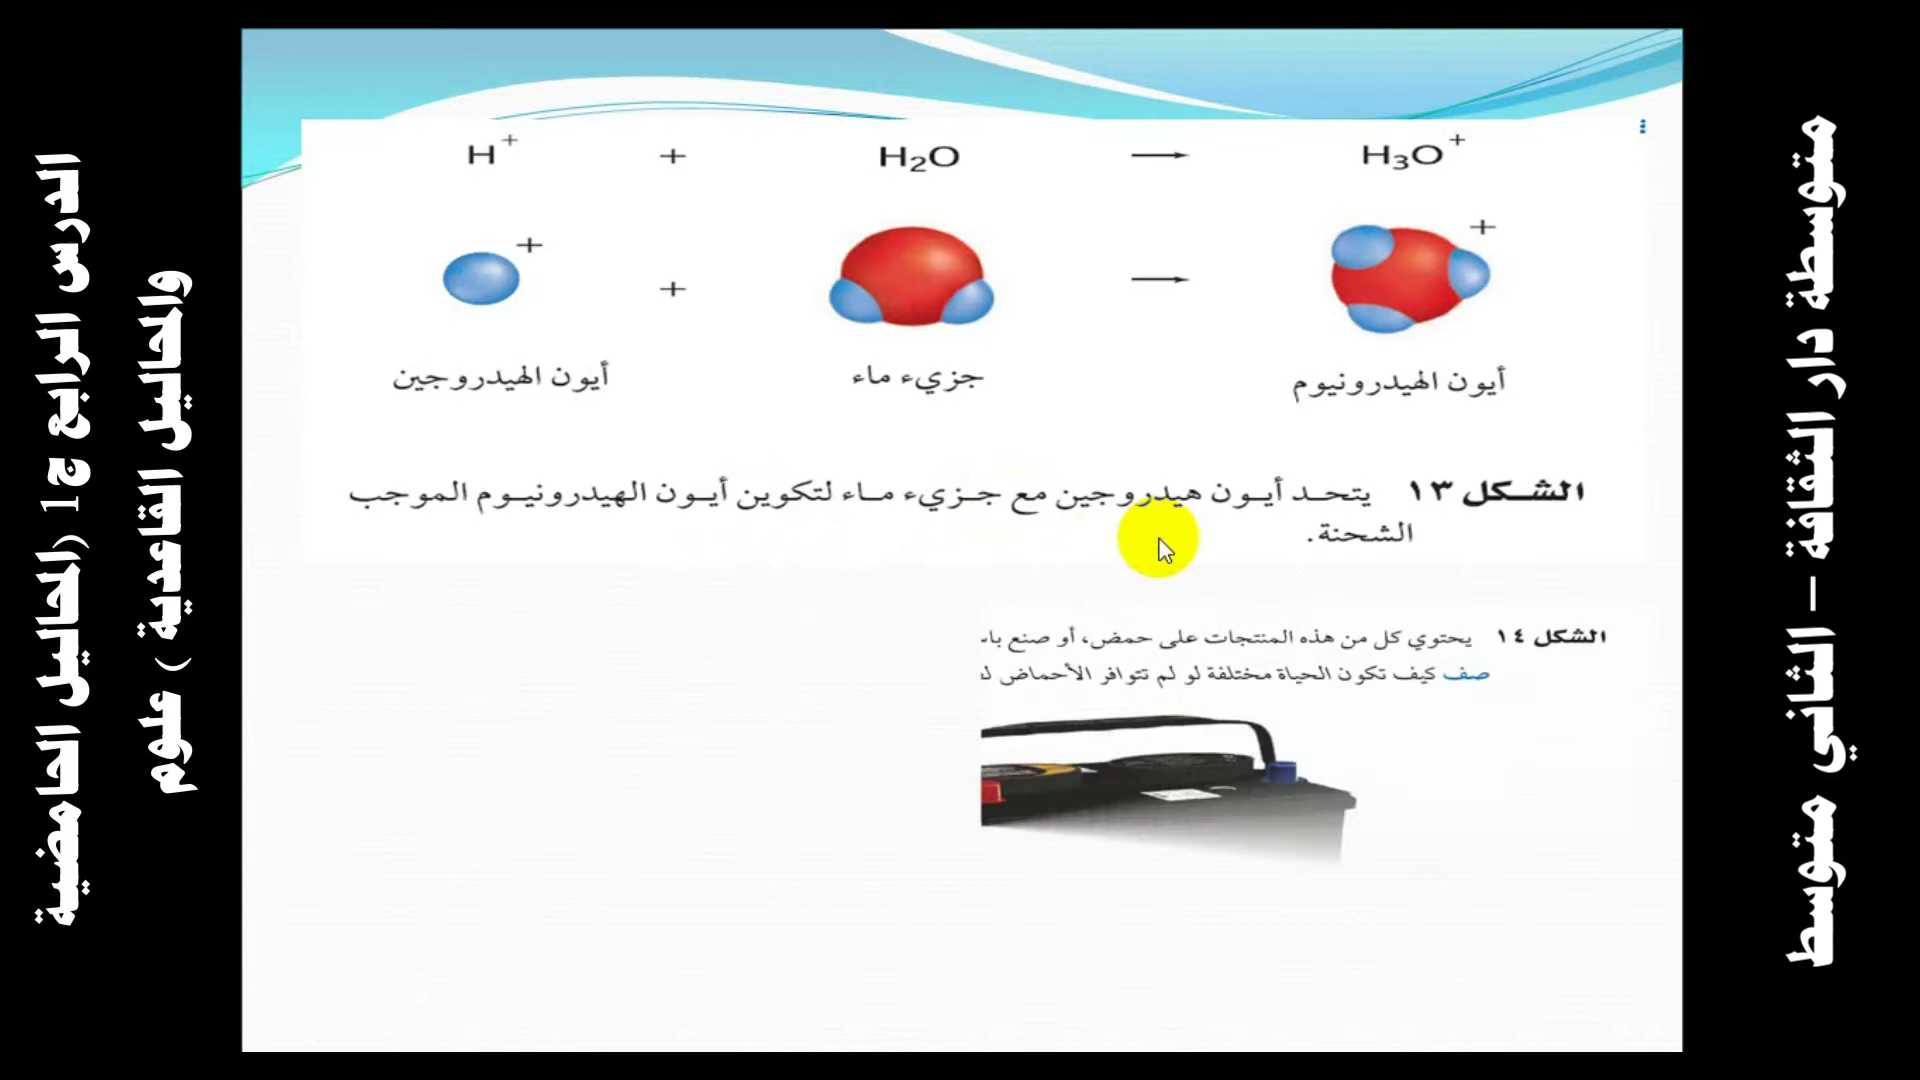 H⁺ + H₂O → H₃O⁺
+ + → +
أيون الهيدروجين جزيء ماء أيون الهيدرونيوم
الشكل ١٣ يتحد أيون هيدروجين مع جزيء ماء لتكوين أيون الهيدرونيوم الموجب
الشحنة.
الشكل ١٤ يحتوي كل من هذه المنتجات على حمض، أو صنع
صف كيف تكون الحياة مختلفة لو لم تتوافر الأحماض
متوسطة دار الثقافة – الثاني متوسط
الدرس الرابع ج1 (المحاليل الحامضية
والمحاليل القاعدية ) علوم